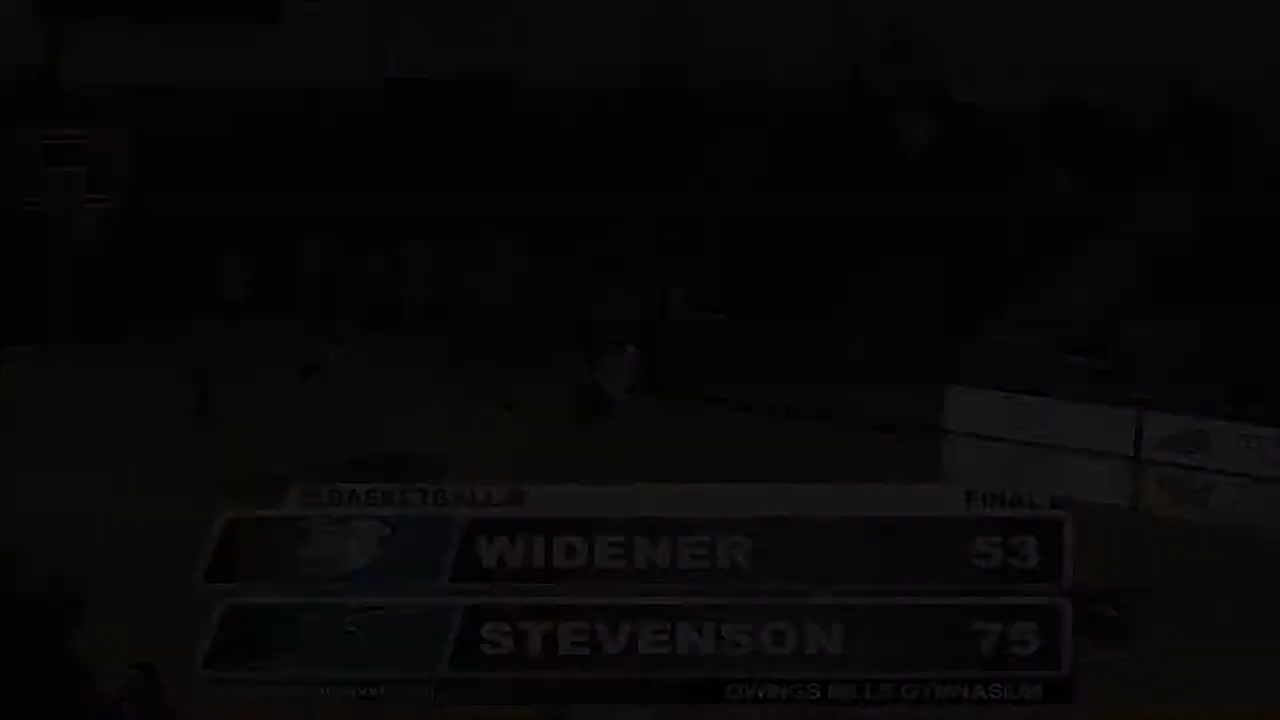 BASKETBALL
FINAL
WIDENER 53
STEVENSON 75
OWINGS MILLS GYMNASIUM